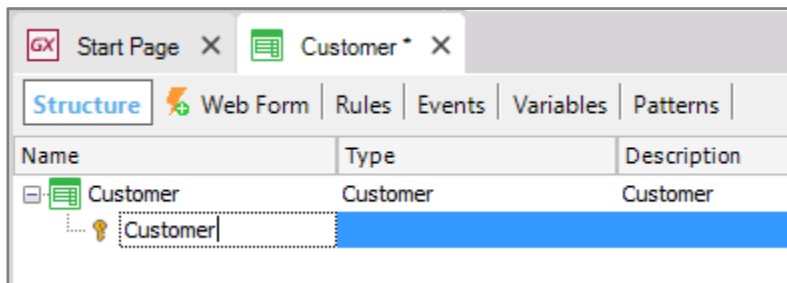 GX Start Page Customer *
Structure Web Form Rules Events Variables Patterns
Name Type Description
Customer Customer Customer
Customer